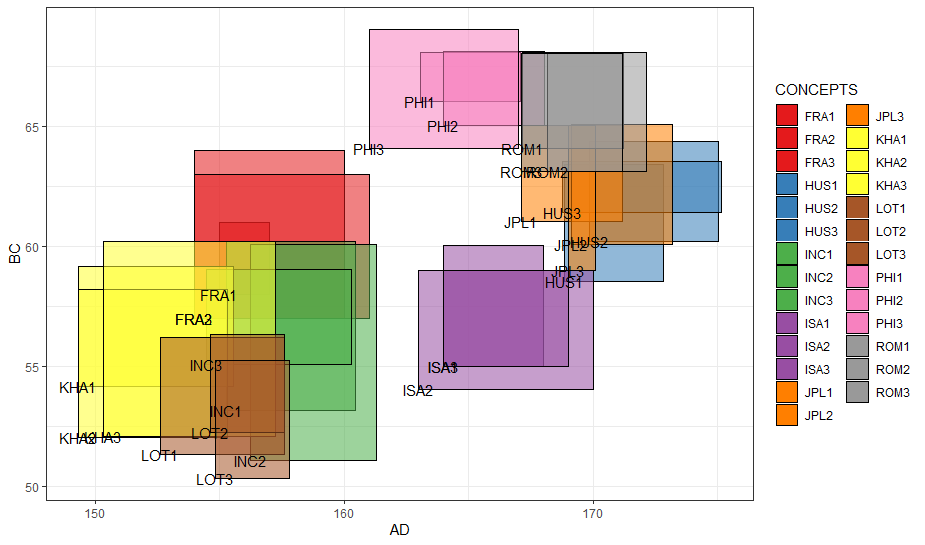 CONCEPTS
FRA1
FRA2
FRA3
HUS1
HUS2
HUS3
INC1
INC2
INC3
ISA1
ISA2
ISA3
JPL1
JPL2
JPL3
KHA1
KHA2
KHA3
LOT1
LOT2
LOT3
PHI1
PHI2
PHI3
ROM1
ROM2
ROM3
BC
65
60
55
50
150
160
170
AD
PHI1
PHI2
PHI3
ROM1
ROM3
ROM2
HUS3
JPL1
HUS2
JPL2
JPL3
HUS1
FRA1
FRA2
INC3
ISA3
KHA1
ISA2
INC1
LOT2
KHA2
KHA3
LOT1
INC2
LOT3